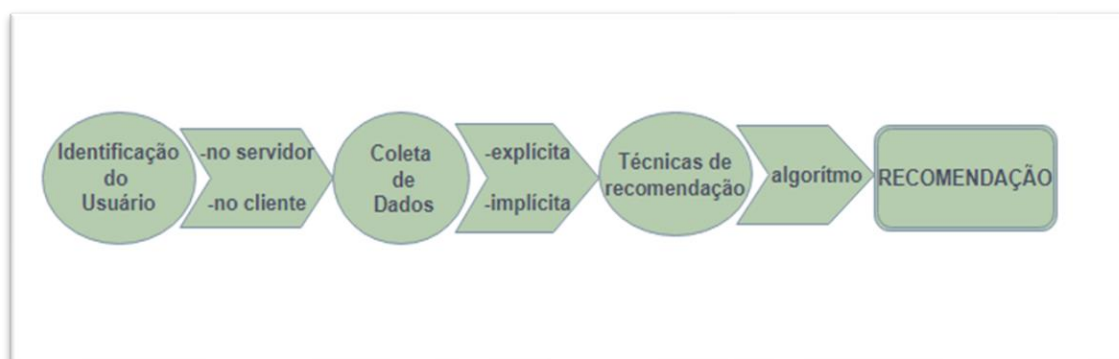 Identificação
do
Usuário
-no servidor
-no cliente
Coleta
de
Dados
-explícita
-implícita
Técnicas de
recomendação
algorítmo
RECOMENDAÇÃO